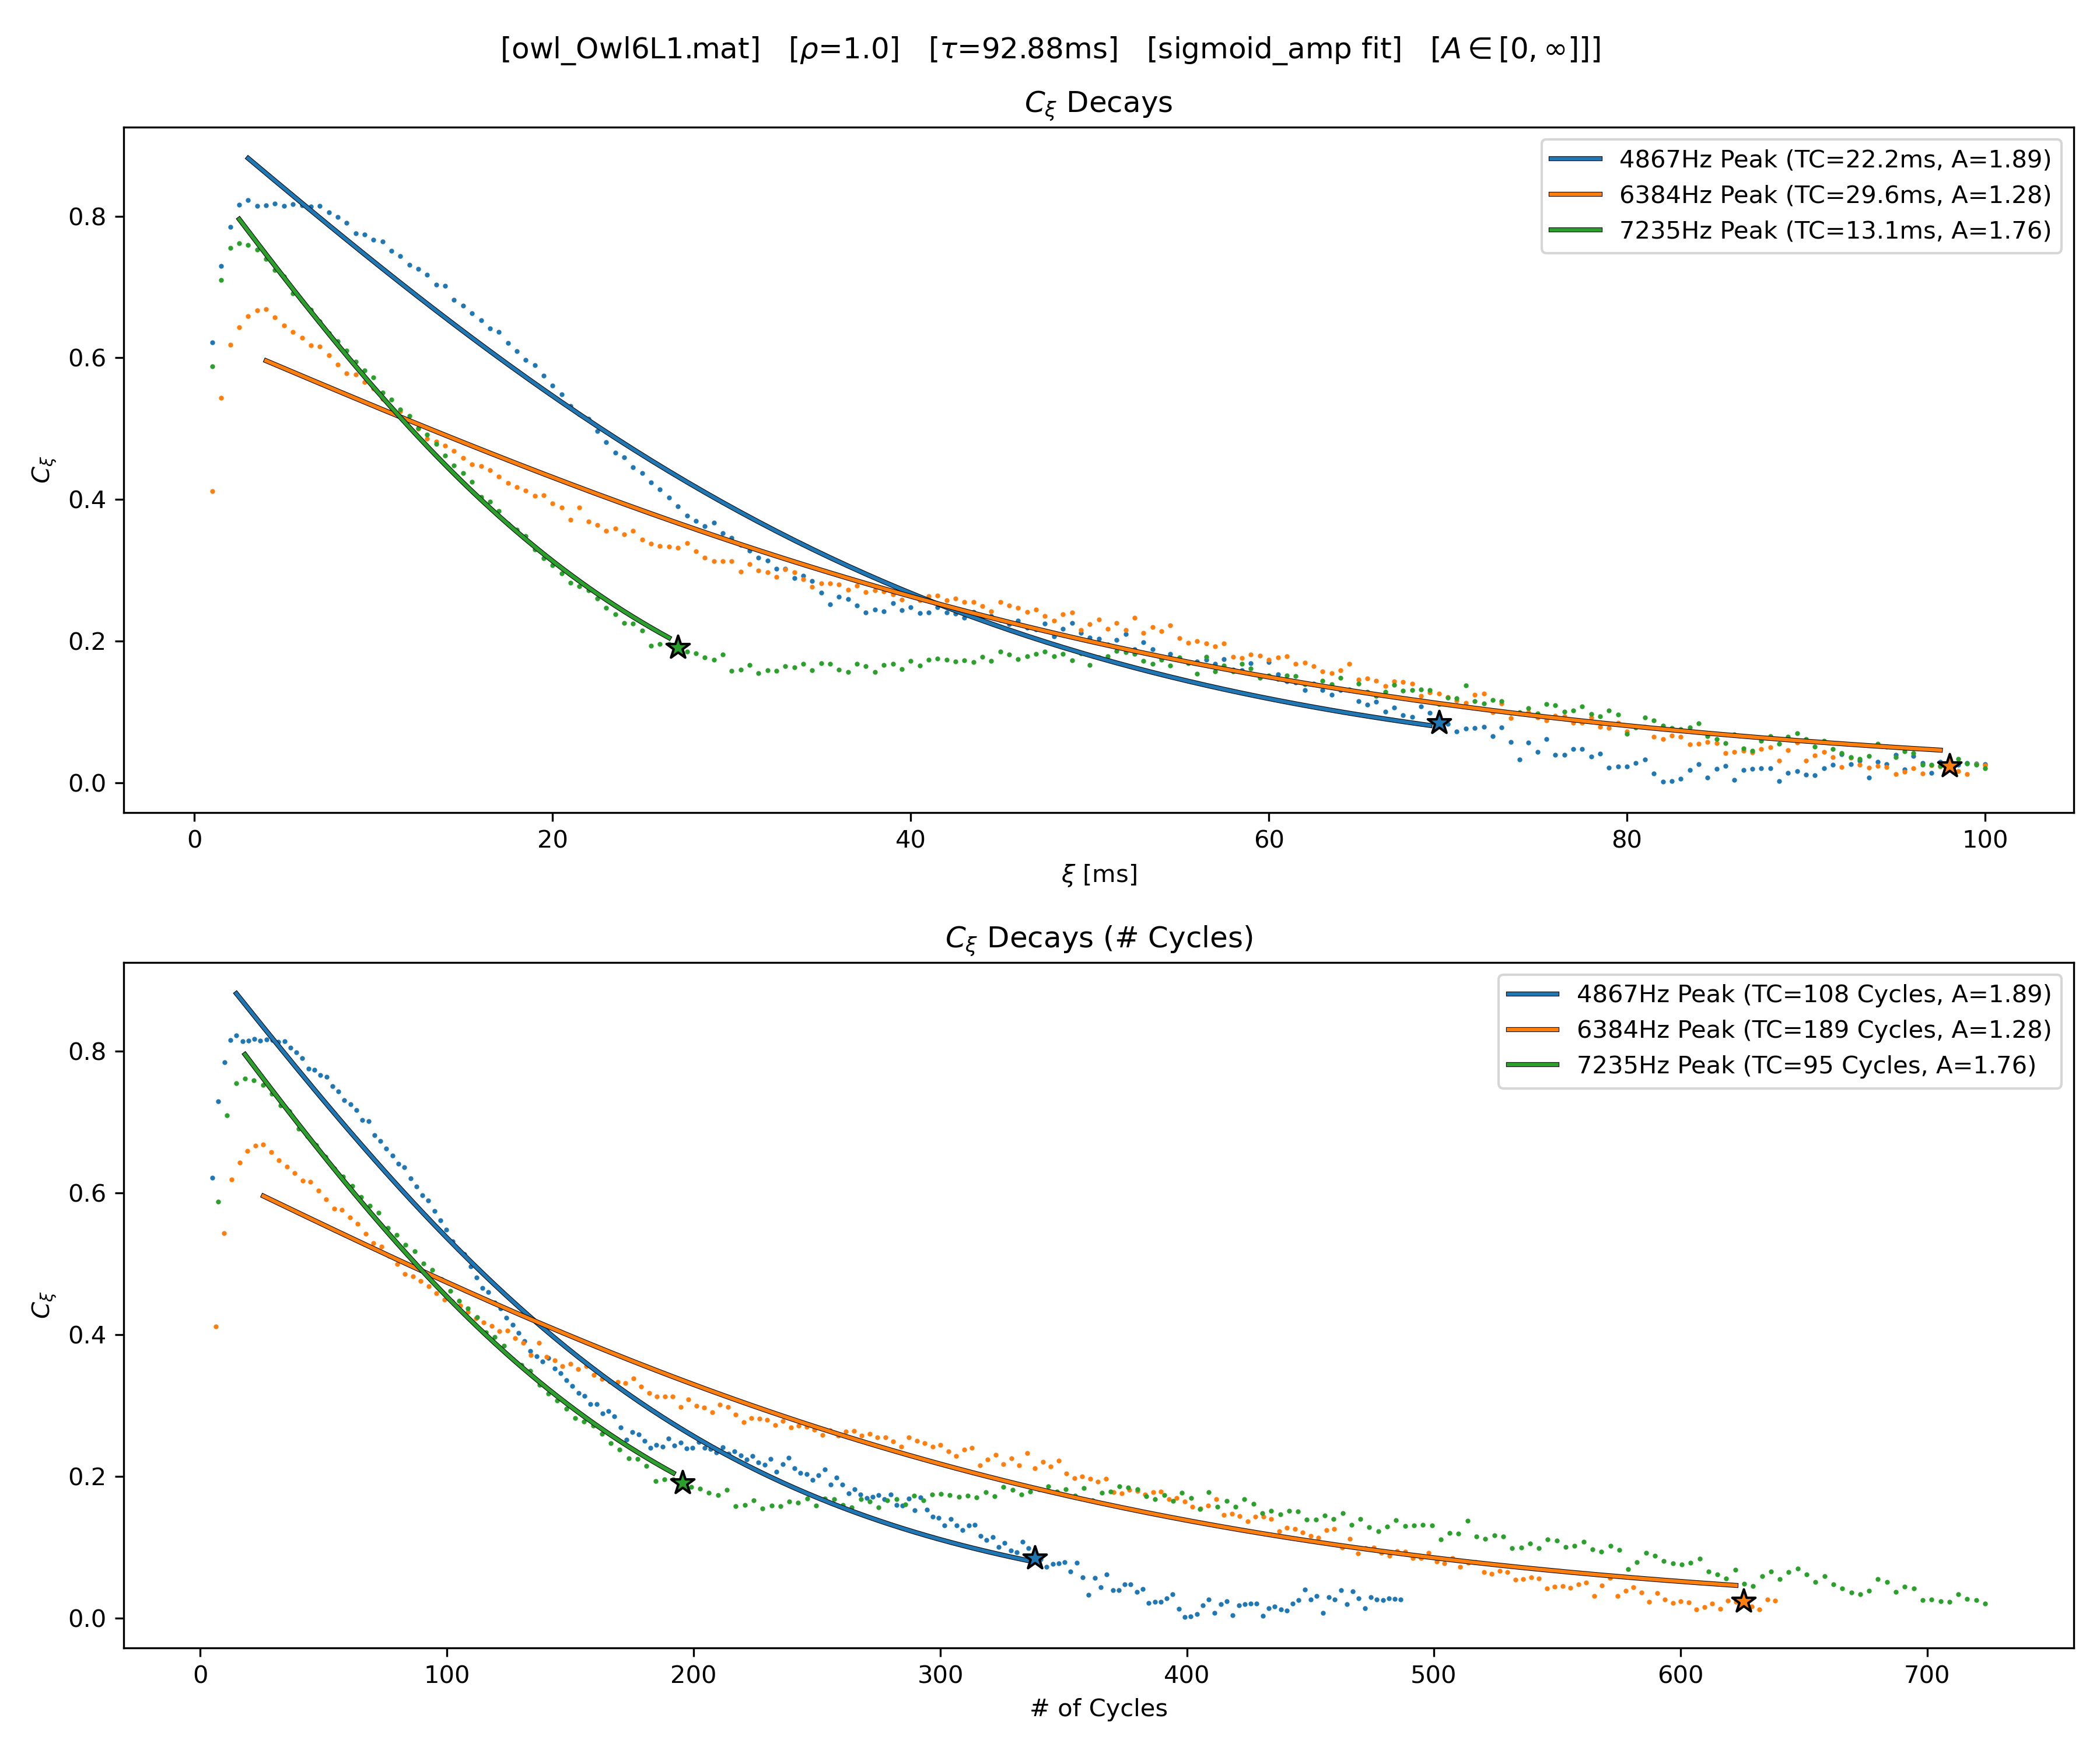 [owl_Owl6L1.mat] [ρ=1.0] [τ=92.88ms] [sigmoid_amp fit] [A ∈ [0, ∞]]]
C_ξ Decays
4867Hz Peak (TC=22.2ms, A=1.89)
6384Hz Peak (TC=29.6ms, A=1.28)
7235Hz Peak (TC=13.1ms, A=1.76)
0.8
0.6
0.4
0.2
0.0
C_ξ
0 20 40 60 80 100
ξ [ms]
C_ξ Decays (# Cycles)
4867Hz Peak (TC=108 Cycles, A=1.89)
6384Hz Peak (TC=189 Cycles, A=1.28)
7235Hz Peak (TC=95 Cycles, A=1.76)
0.8
0.6
0.4
0.2
0.0
C_ξ
0 100 200 300 400 500 600 700
# of Cycles